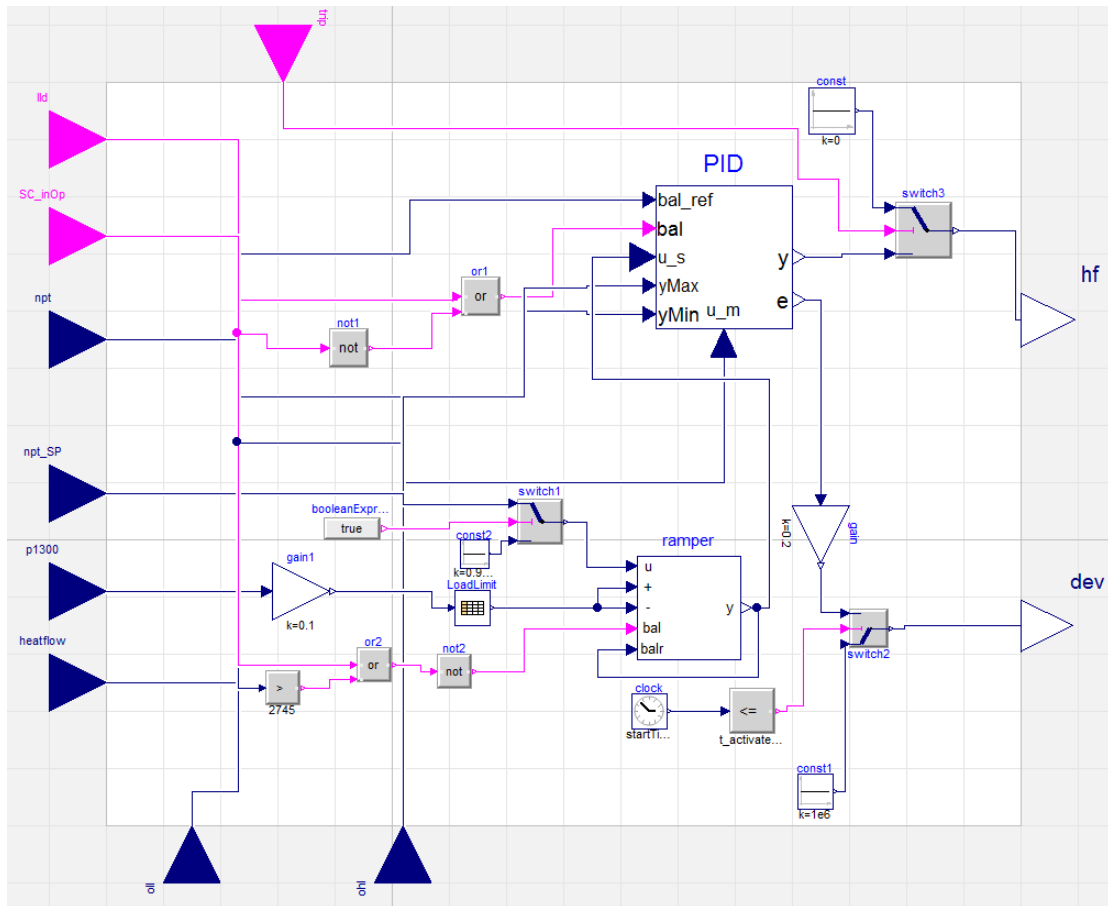 trip
lld
const
k=0
PID
switch3
SC_inOp
bal_ref
bal
u_s
y
hf
or1
or
yMax
npt
e
yMin
u_m
not1
not
npt_SP
switch1
booleanExpr...
true
const2
k=0.9...
k=0.2
gain
p1300
gain1
k=0.1
LoadLimit
ramper
u
+
-
y
bal
balr
dev
heatflow
or2
or
not2
not
switch2
>
2745
clock
startTi...
<=
t_activate...
const1
k=1e6
oll
ohl